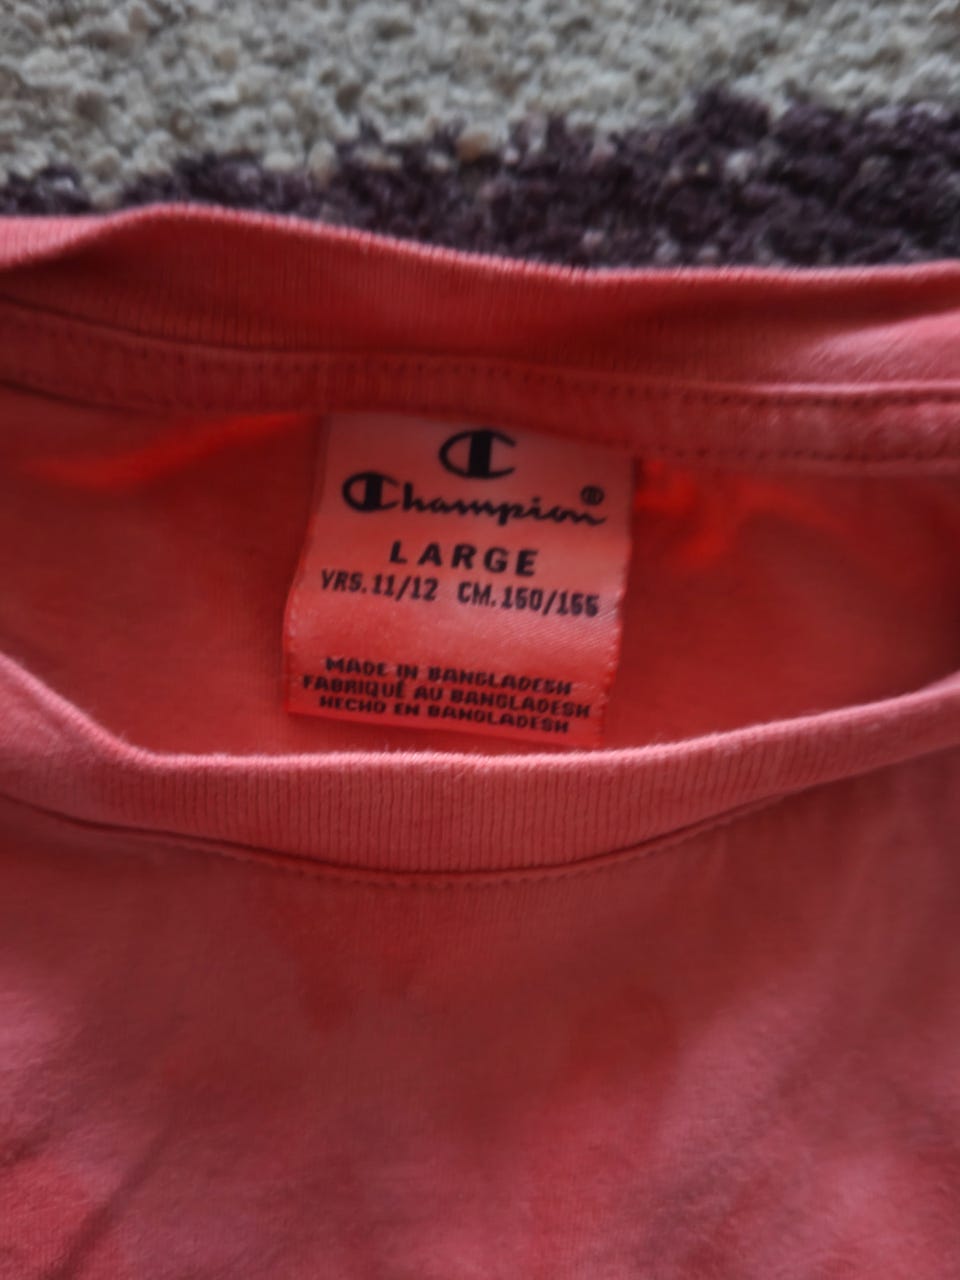 Champion®
LARGE
YRS. 11/12 CM. 150/155
MADE IN BANGLADESH
FABRIQUÉ AU BANGLADESH
HECHO EN BANGLADESH